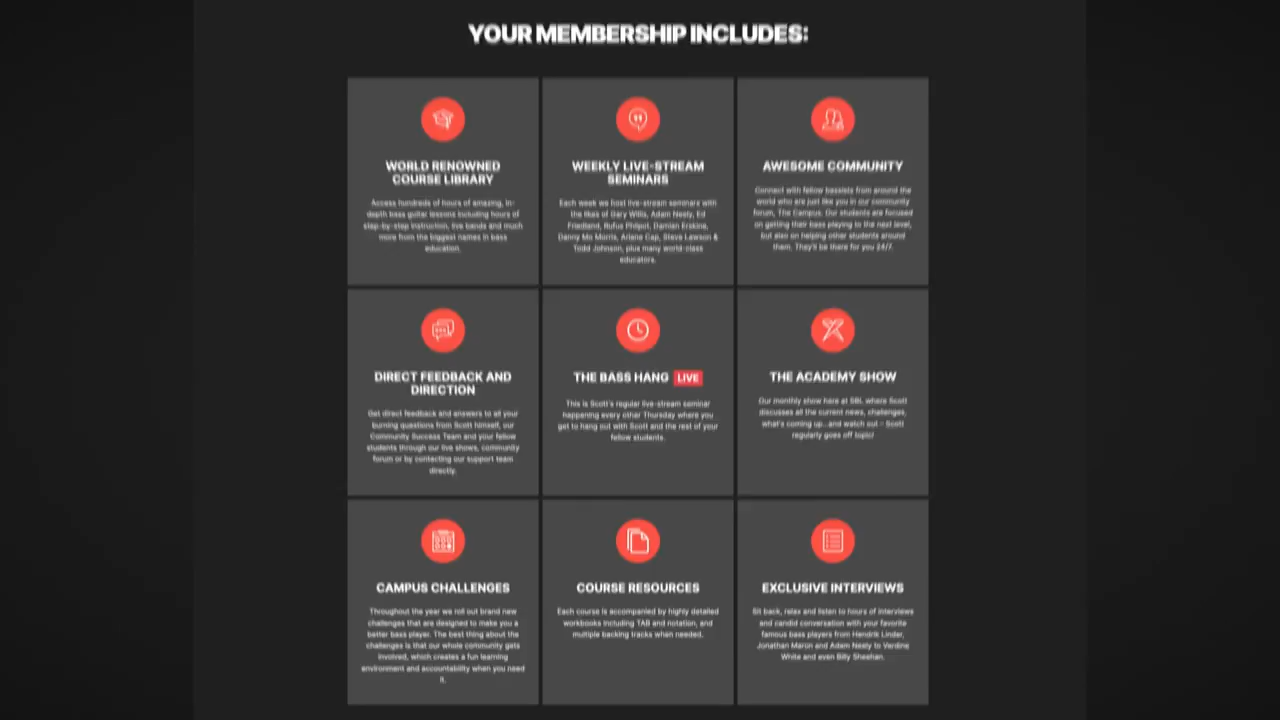 YOUR MEMBERSHIP INCLUDES:
WORLD RENOWNED
COURSE LIBRARY
Access hundreds of hours of amazing, in-
depth bass guitar lessons including hours of
step-by-step instruction, live bands and much
more from the biggest names in bass
education.
WEEKLY LIVE-STREAM
SEMINARS
Each week we host live-stream seminars with
the likes of Gary Willis, Adam Neely, Ed
Friedland, Rufus Philpot, Damian Erskine,
Danny Mo Morris, Ariane Cap, Steve Lawson &
Todd Johnson, plus many world-class
educators.
AWESOME COMMUNITY
Connect with fellow bassists from around the
world who are just like you in our community
forum, The Campus. Our students are focused
on getting their bass playing to the next level,
but also on helping other students around
them. They'll be there for you 24/7.
DIRECT FEEDBACK AND
DIRECTION
Get direct feedback and answers to all your
burning questions from Scott himself, our
Community Success Team and your fellow
students through our live shows, community
forum or by contacting our support team
directly.
THE BASS HANG LIVE
This is Scott's regular live-stream seminar
happening every other Thursday where you
get to hang out with Scott and the rest of your
fellow students.
THE ACADEMY SHOW
Our monthly show here at SBL where Scott
discusses all the current news, challenges,
what's coming up...and watch out - Scott
regularly goes off topic!
CAMPUS CHALLENGES
Throughout the year we roll out brand new
challenges that are designed to make you a
better bass player. The best thing about the
challenges is that our whole community gets
involved, which creates a fun learning
environment and accountability when you need
it.
COURSE RESOURCES
Each course is accompanied by highly detailed
workbooks including TAB and notation, and
multiple backing tracks when needed.
EXCLUSIVE INTERVIEWS
Sit back, relax and listen to hours of interviews
and candid conversation with your favorite
famous bass players from Hendrik Linder,
Jonathan Maron and Adam Neely to Verdine
White and even Billy Sheehan.